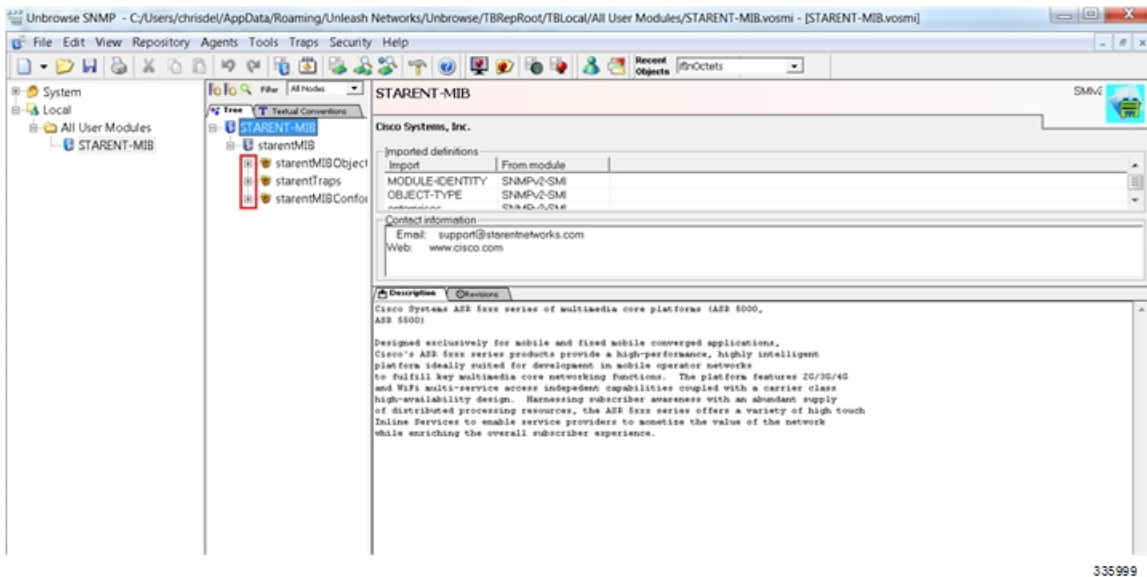 Unbrowse SNMP - C:/Users/chrisdel/AppData/Roaming/Unleash Networks/Unbrowse/TBRepRoot/TBLocal/All User Modules/STARENT-MIB.vosmi - [STARENT-MIB.vosmi]
File Edit View Repository Agents Tools Traps Security Help
Recent Objects ifInOctets
System
Local
All User Modules
STARENT-MIB
Filter All Nodes
Tree Textual Conventions
STARENT-MIB
starentMIB
starentMIBObject
starentTraps
starentMIBConfor
STARENT-MIB
SMIv2
Cisco Systems, Inc.
Imported definitions
Import From module
MODULE-IDENTITY SNMPv2-SMI
OBJECT-TYPE SNMPv2-SMI
enterprises SNMPv2-SMI
Contact information
Email: support@starentnetworks.com
Web: www.cisco.com
Description Revisions
Cisco Systems ASR 5xxx series of multimedia core platforms (ASR 5000,
ASR 5500)
Designed exclusively for mobile and fixed mobile converged applications,
Cisco's ASR 5xxx series products provide a high-performance, highly intelligent
platform ideally suited for development in mobile operator networks
to fulfill key multimedia core networking functions. The platform features 2G/3G/4G
and WiFi multi-service access indepedent capabilities coupled with a carrier class
high-availability design. Harnessing subscriber awareness with an abundant supply
of distributed processing resources, the ASR 5xxx series offers a variety of high touch
Inline Services to enable service providers to monetize the value of the network
while enriching the overall subscriber experience.
335999